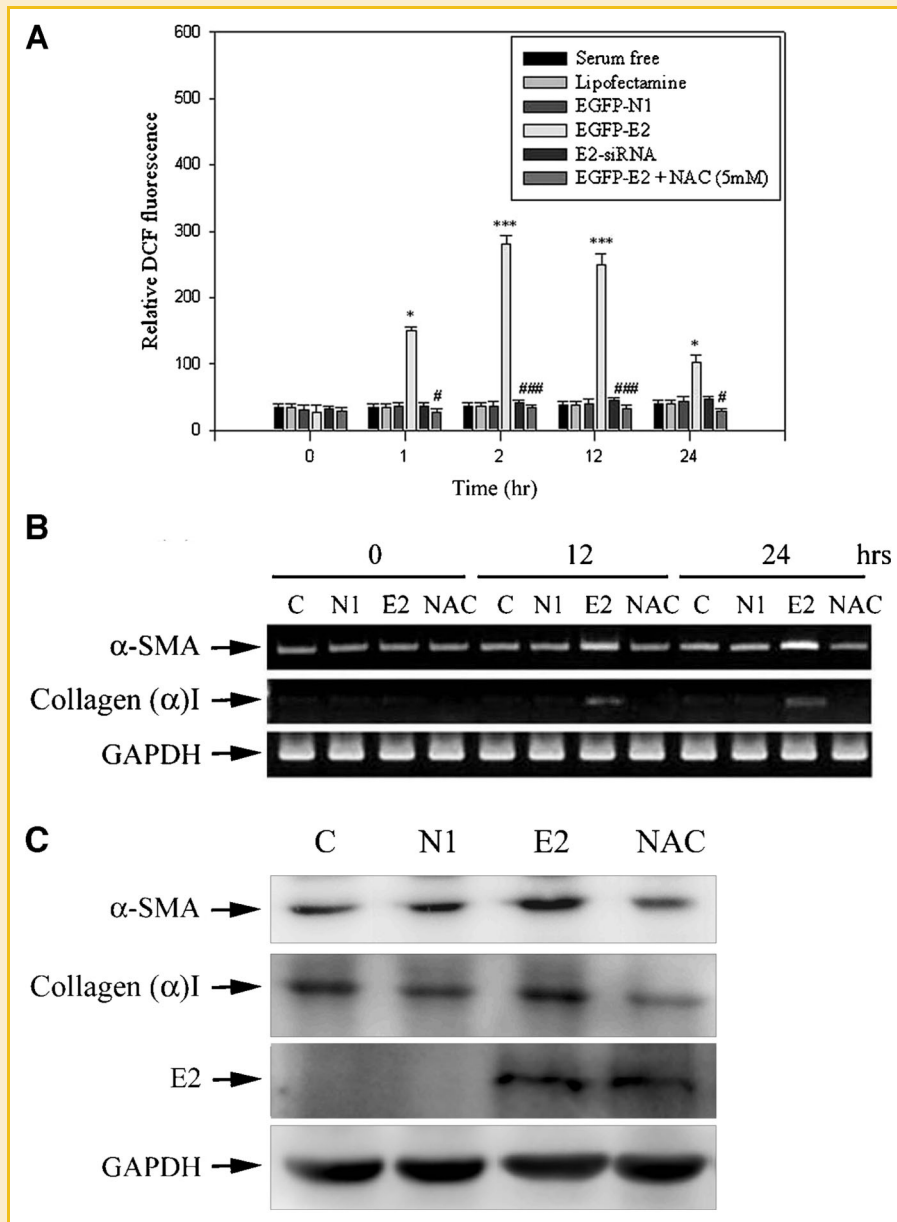 A
600
500
400
300
200
100
0
Relative DCF fluorescence
Serum free
Lipofectamine
EGFP-N1
EGFP-E2
E2-siRNA
EGFP-E2 + NAC (5mM)
* *** *** *
# ### ### #
0 1 2 12 24
Time (hr)
B
0 12 24 hrs
C N1 E2 NAC C N1 E2 NAC C N1 E2 NAC
α-SMA
Collagen (α)I
GAPDH
C
C N1 E2 NAC
α-SMA
Collagen (α)I
E2
GAPDH